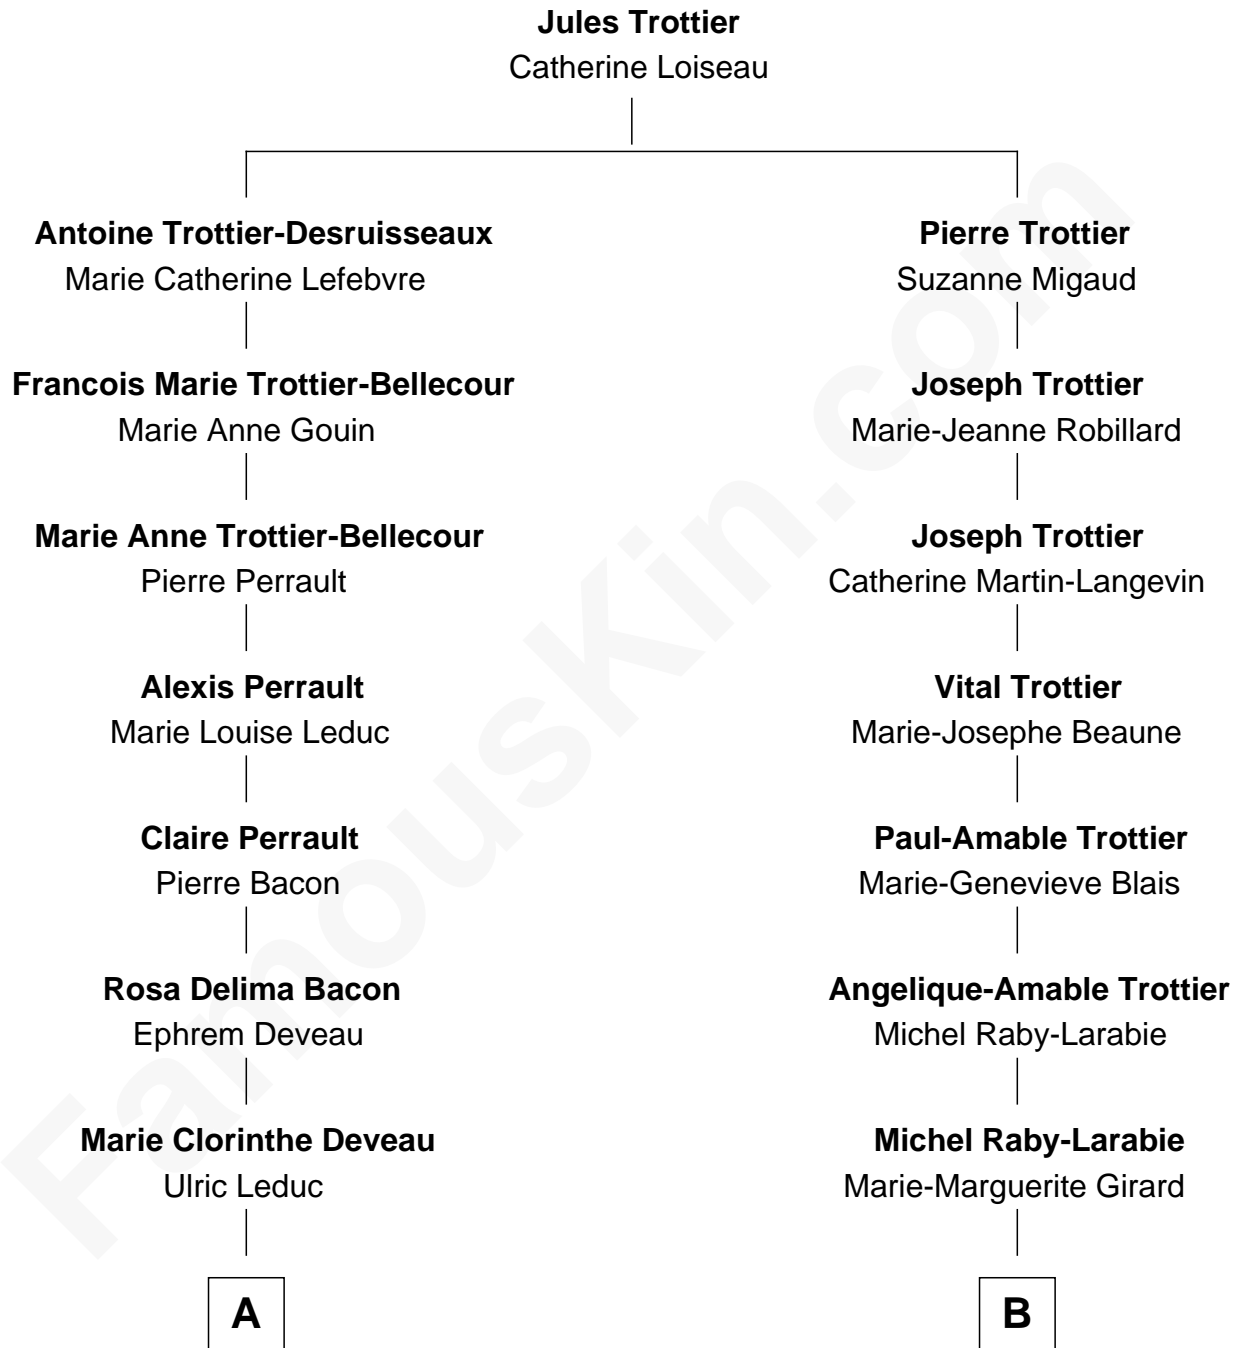 Jules Trottier
Catherine Loiseau
Antoine Trottier-Desruisseaux
Marie Catherine Lefebvre
Francois Marie Trottier-Bellecour
Marie Anne Gouin
Marie Anne Trottier-Bellecour
Pierre Perrault
Alexis Perrault
Marie Louise Leduc
Claire Perrault
Pierre Bacon
Rosa Delima Bacon
Ephrem Deveau
Marie Clorinthe Deveau
Ulric Leduc
A
Pierre Trottier
Suzanne Migaud
Joseph Trottier
Marie-Jeanne Robillard
Joseph Trottier
Catherine Martin-Langevin
Vital Trottier
Marie-Josephe Beaune
Paul-Amable Trottier
Marie-Genevieve Blais
Angelique-Amable Trottier
Michel Raby-Larabie
Michel Raby-Larabie
Marie-Marguerite Girard
B
FamousKin.com